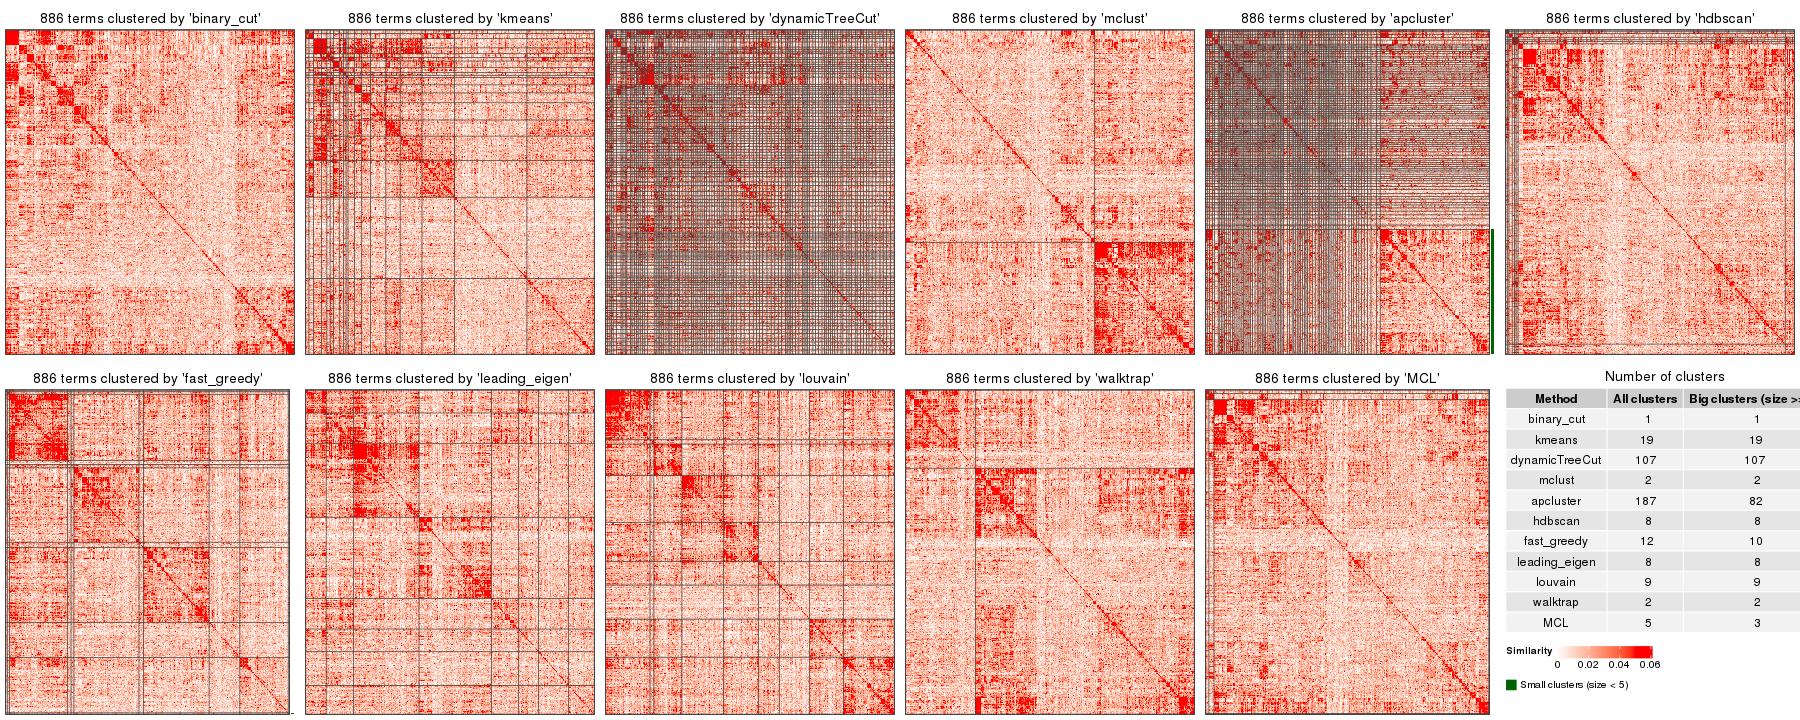 886 terms clustered by 'binary_cut'
886 terms clustered by 'kmeans'
886 terms clustered by 'dynamicTreeCut'
886 terms clustered by 'mclust'
886 terms clustered by 'apcluster'
886 terms clustered by 'hdbscan'
886 terms clustered by 'fast_greedy'
886 terms clustered by 'leading_eigen'
886 terms clustered by 'louvain'
886 terms clustered by 'walktrap'
886 terms clustered by 'MCL'
Number of clusters
Method All clusters Big clusters (size >
binary_cut 1 1
kmeans 19 19
dynamicTreeCut 107 107
mclust 2 2
apcluster 187 82
hdbscan 8 8
fast_greedy 12 10
leading_eigen 8 8
louvain 9 9
walktrap 2 2
MCL 5 3
Similarity
0 0.02 0.04 0.06
Small clusters (size < 5)